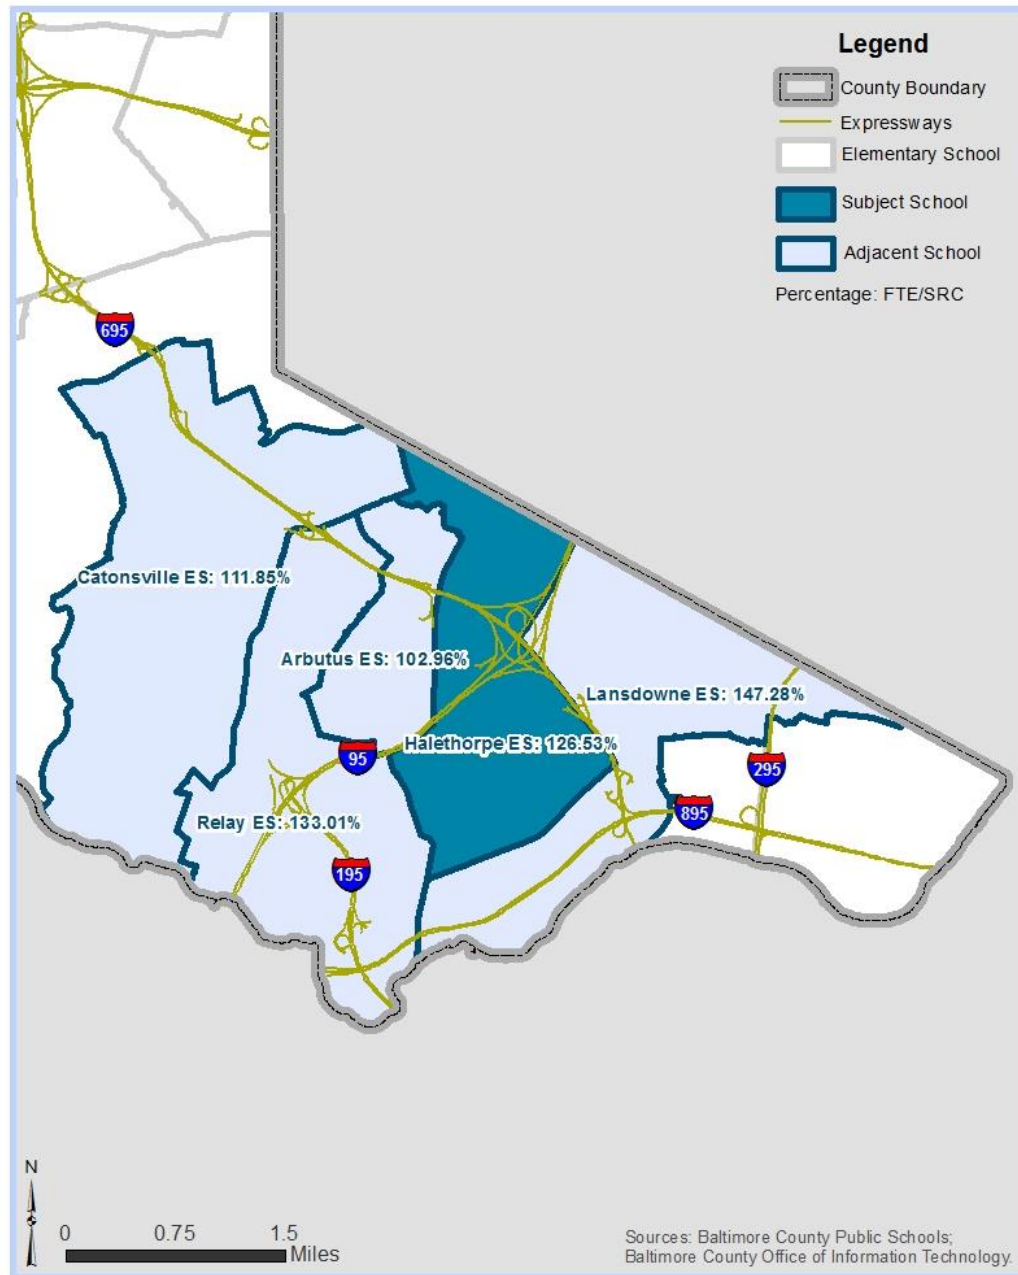 Legend
County Boundary
Expressways
Elementary School
Subject School
Adjacent School
Percentage: FTE/SRC
695
Catonsville ES: 111.85%
Arbutus ES: 102.96%
Lansdowne ES: 147.28%
Halethorpe ES: 126.53%
95
295
895
Relay ES: 133.01%
195
N
0 0.75 1.5
Miles
Sources: Baltimore County Public Schools;
Baltimore County Office of Information Technology.